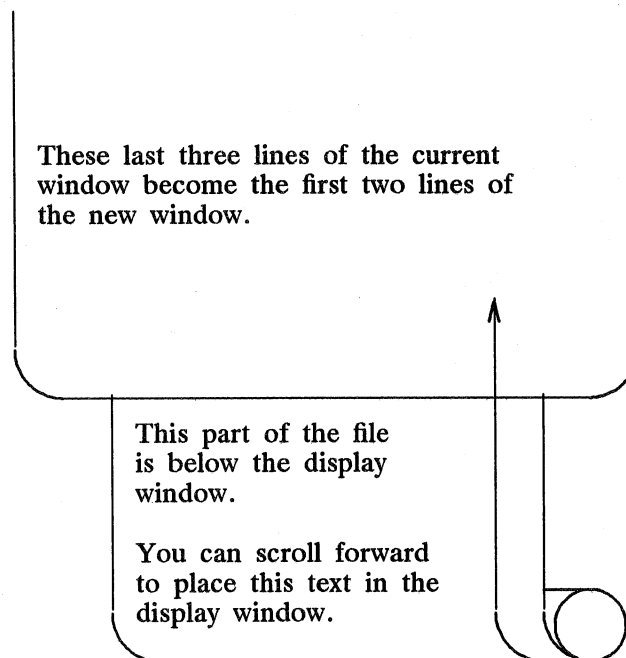 These last three lines of the current
window become the first two lines of
the new window.
This part of the file
is below the display
window.
You can scroll forward
to place this text in the
display window.